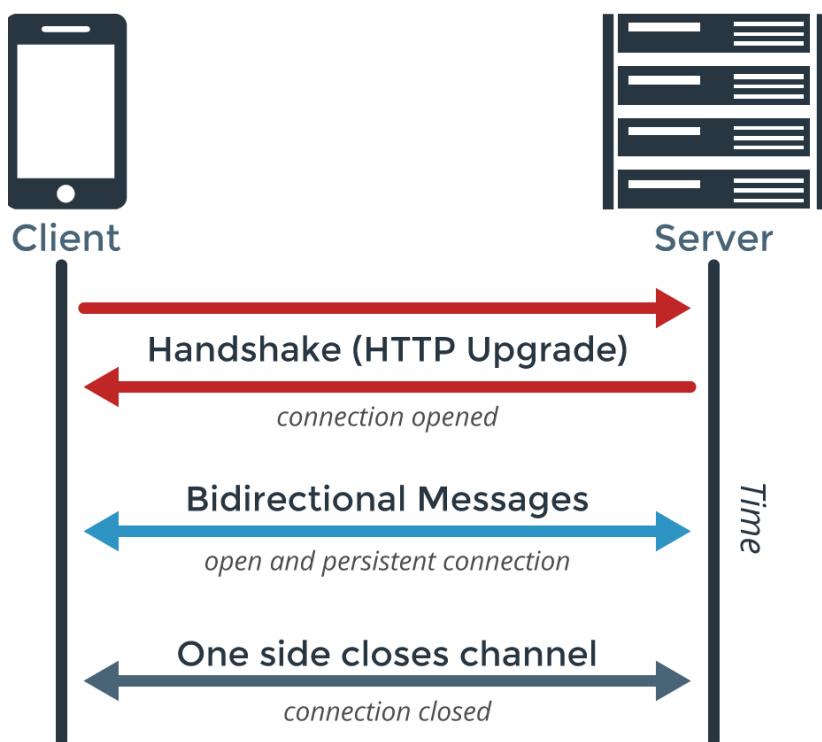 Client
Server
Handshake (HTTP Upgrade)
connection opened
Bidirectional Messages
Time
open and persistent connection
One side closes channel
connection closed